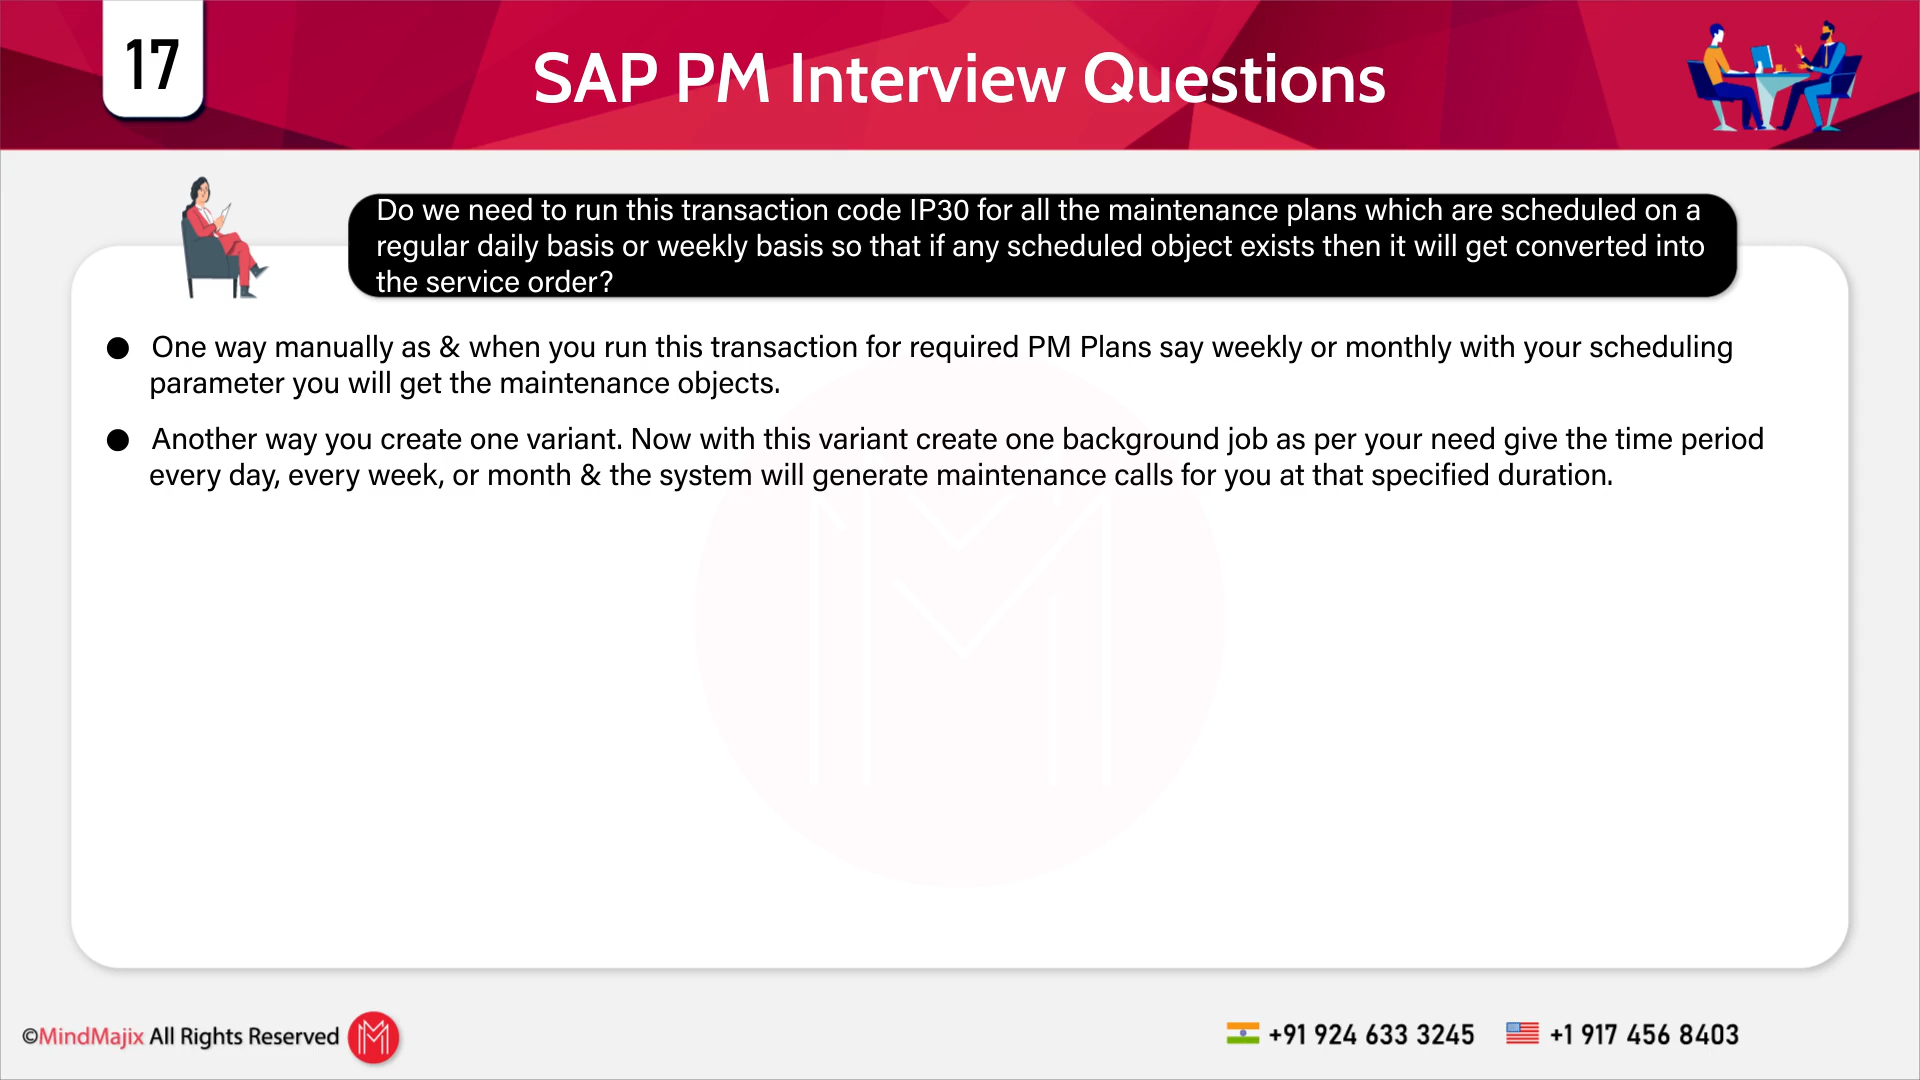 17
SAP PM Interview Questions
Do we need to run this transaction code IP30 for all the maintenance plans which are scheduled on a
regular daily basis or weekly basis so that if any scheduled object exists then it will get converted into
the service order?
● One way manually as & when you run this transaction for required PM Plans say weekly or monthly with your scheduling
parameter you will get the maintenance objects.
● Another way you create one variant. Now with this variant create one background job as per your need give the time period
every day, every week, or month & the system will generate maintenance calls for you at that specified duration.
©MindMajix All Rights Reserved
+91 924 633 3245
+1 917 456 8403